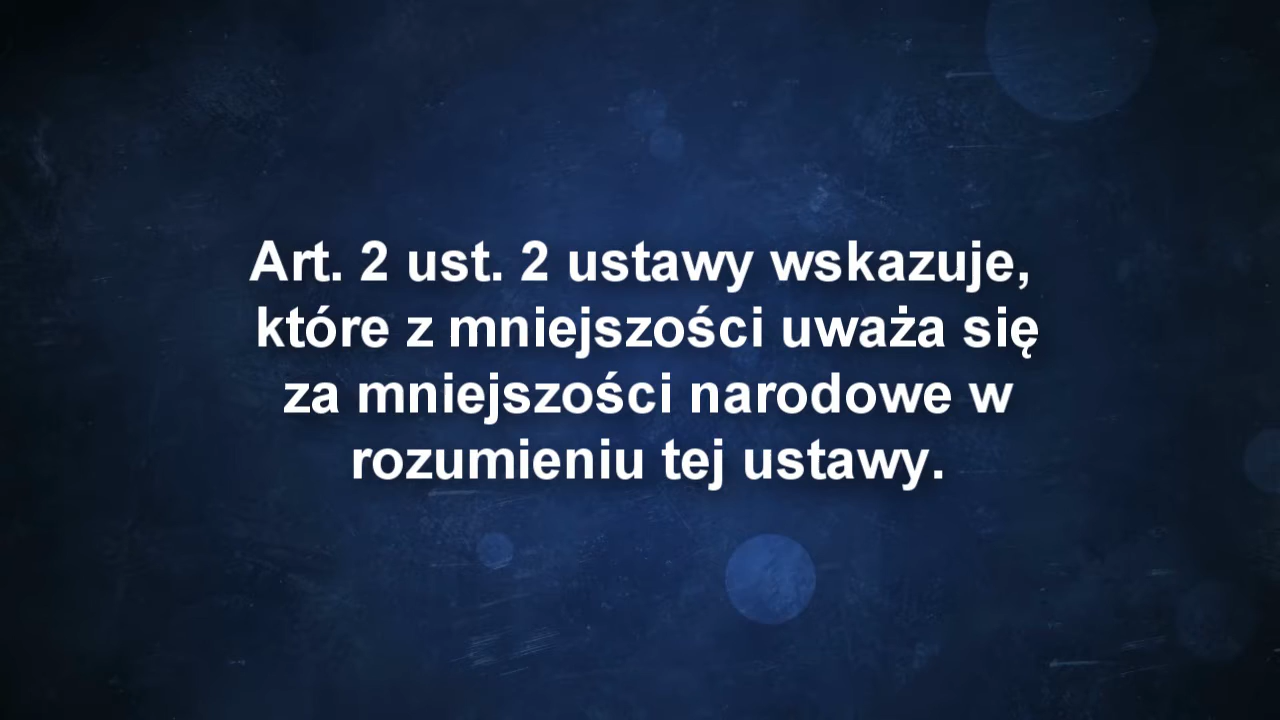 Art. 2 ust. 2 ustawy wskazuje,
które z mniejszości uważa się
za mniejszości narodowe w
rozumieniu tej ustawy.